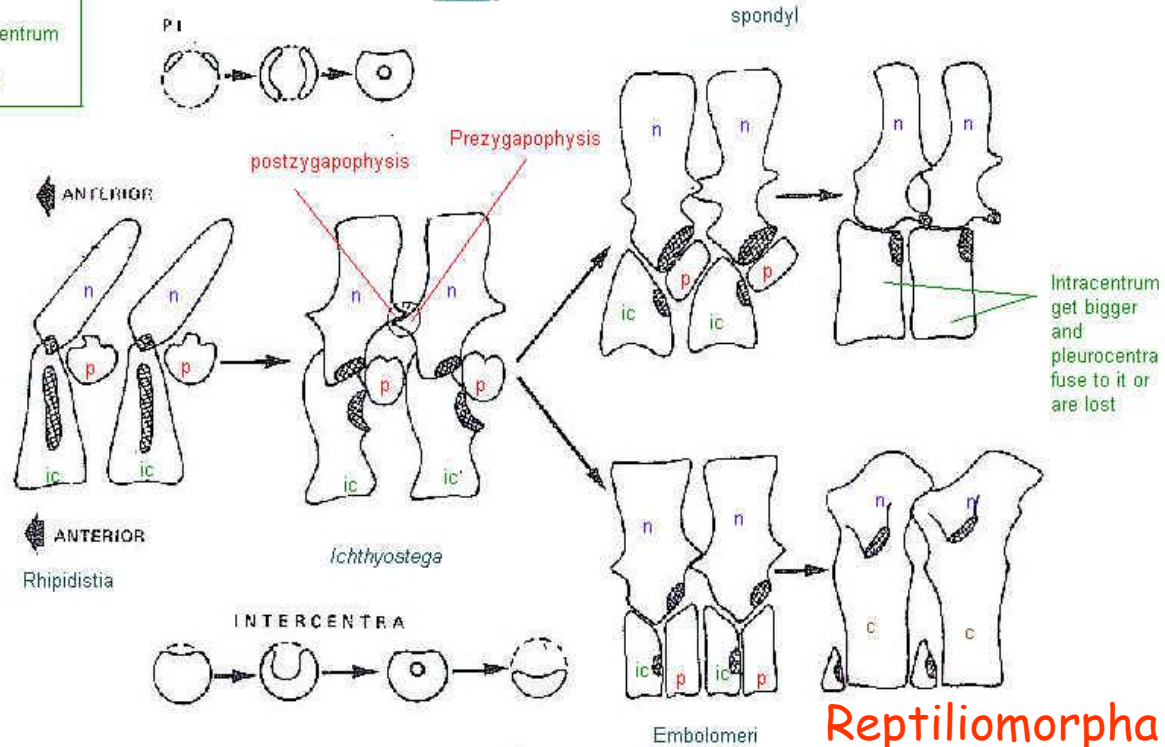 entrum
spondyl
P I
postzygapophysis
Prezygapophysis
ANTERIOR
n
n
n
n
n
n
n
n
p
p
p
p
p
p
ic
ic
ic
ic'
ic
ic
Intracentrum
get bigger
and
pleurocentra
fuse to it or
are lost
ANTERIOR
Rhipidistia
Ichthyostega
INTERCENTRA
n
n
n
n
ic
p
ic
p
c
c
Embolomeri
Reptiliomorpha